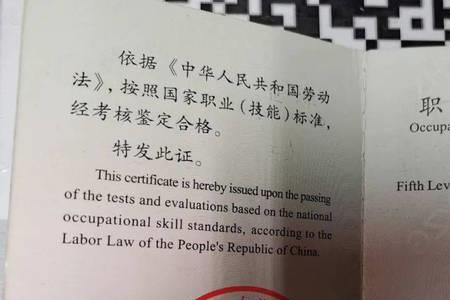 依据《中华人民共和国劳动
法》，按照国家职业（技能）标准，
经考核鉴定合格。
特发此证。
This certificate is hereby issued upon the passing
of the tests and evaluations based on the national
occupational skill standards, according to the
Labor Law of the People's Republic of China.
职
Occupa
Fifth Lev